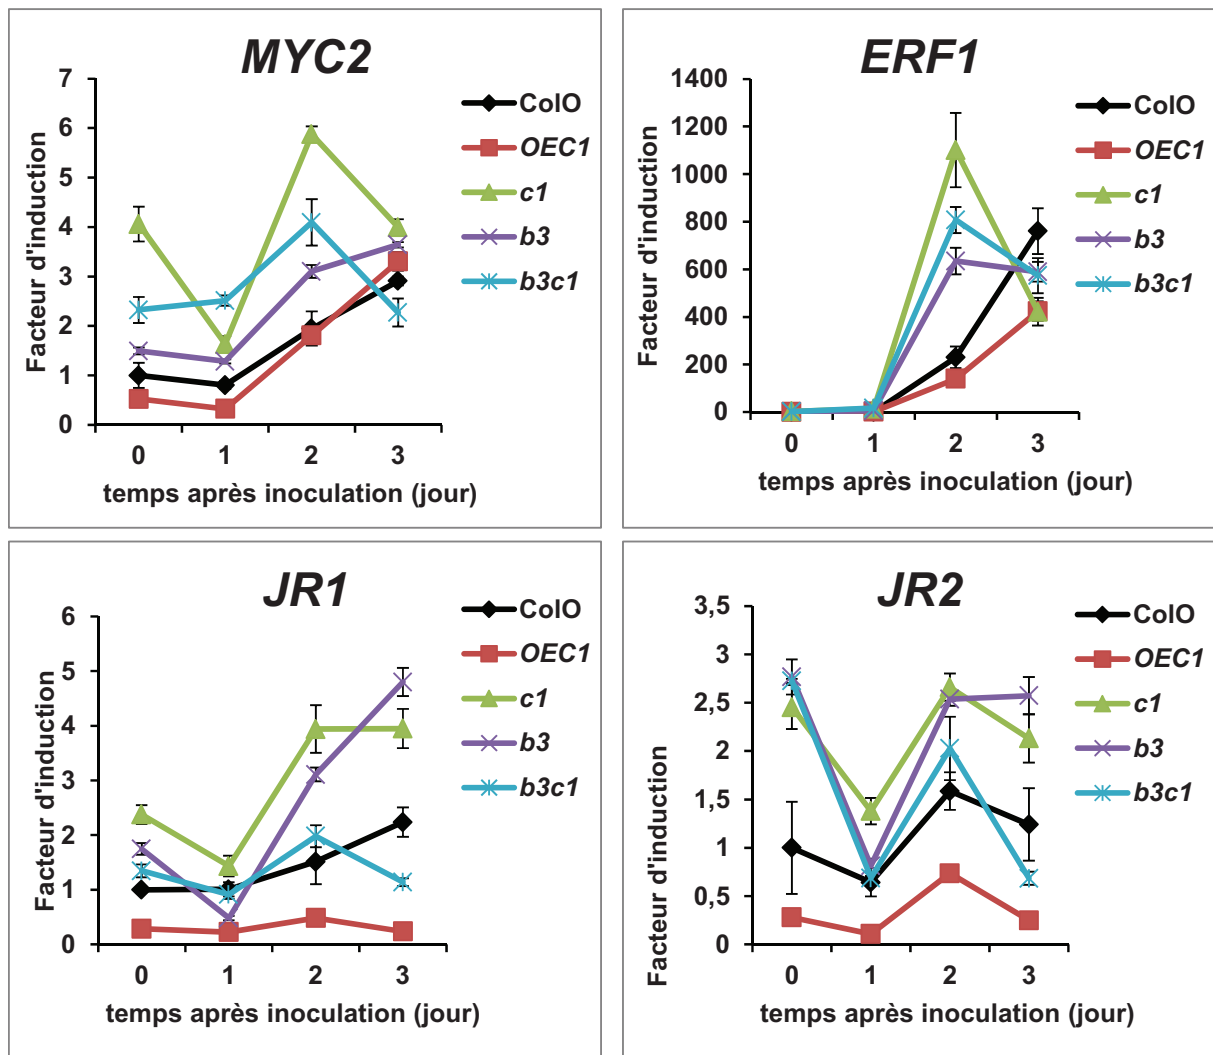 MYC2
Facteur d'induction
7
6
5
4
3
2
1
0
0 1 2 3
temps après inoculation (jour)
ColO
OEC1
c1
b3
b3c1
ERF1
Facteur d'induction
1400
1200
1000
800
600
400
200
0
0 1 2 3
temps après inoculation (jour)
ColO
OEC1
c1
b3
b3c1
JR1
Facteur d'induction
6
5
4
3
2
1
0
0 1 2 3
temps après inoculation (jour)
ColO
OEC1
c1
b3
b3c1
JR2
Facteur d'induction
3,5
3
2,5
2
1,5
1
0,5
0
0 1 2 3
temps après inoculation (jour)
ColO
OEC1
c1
b3
b3c1